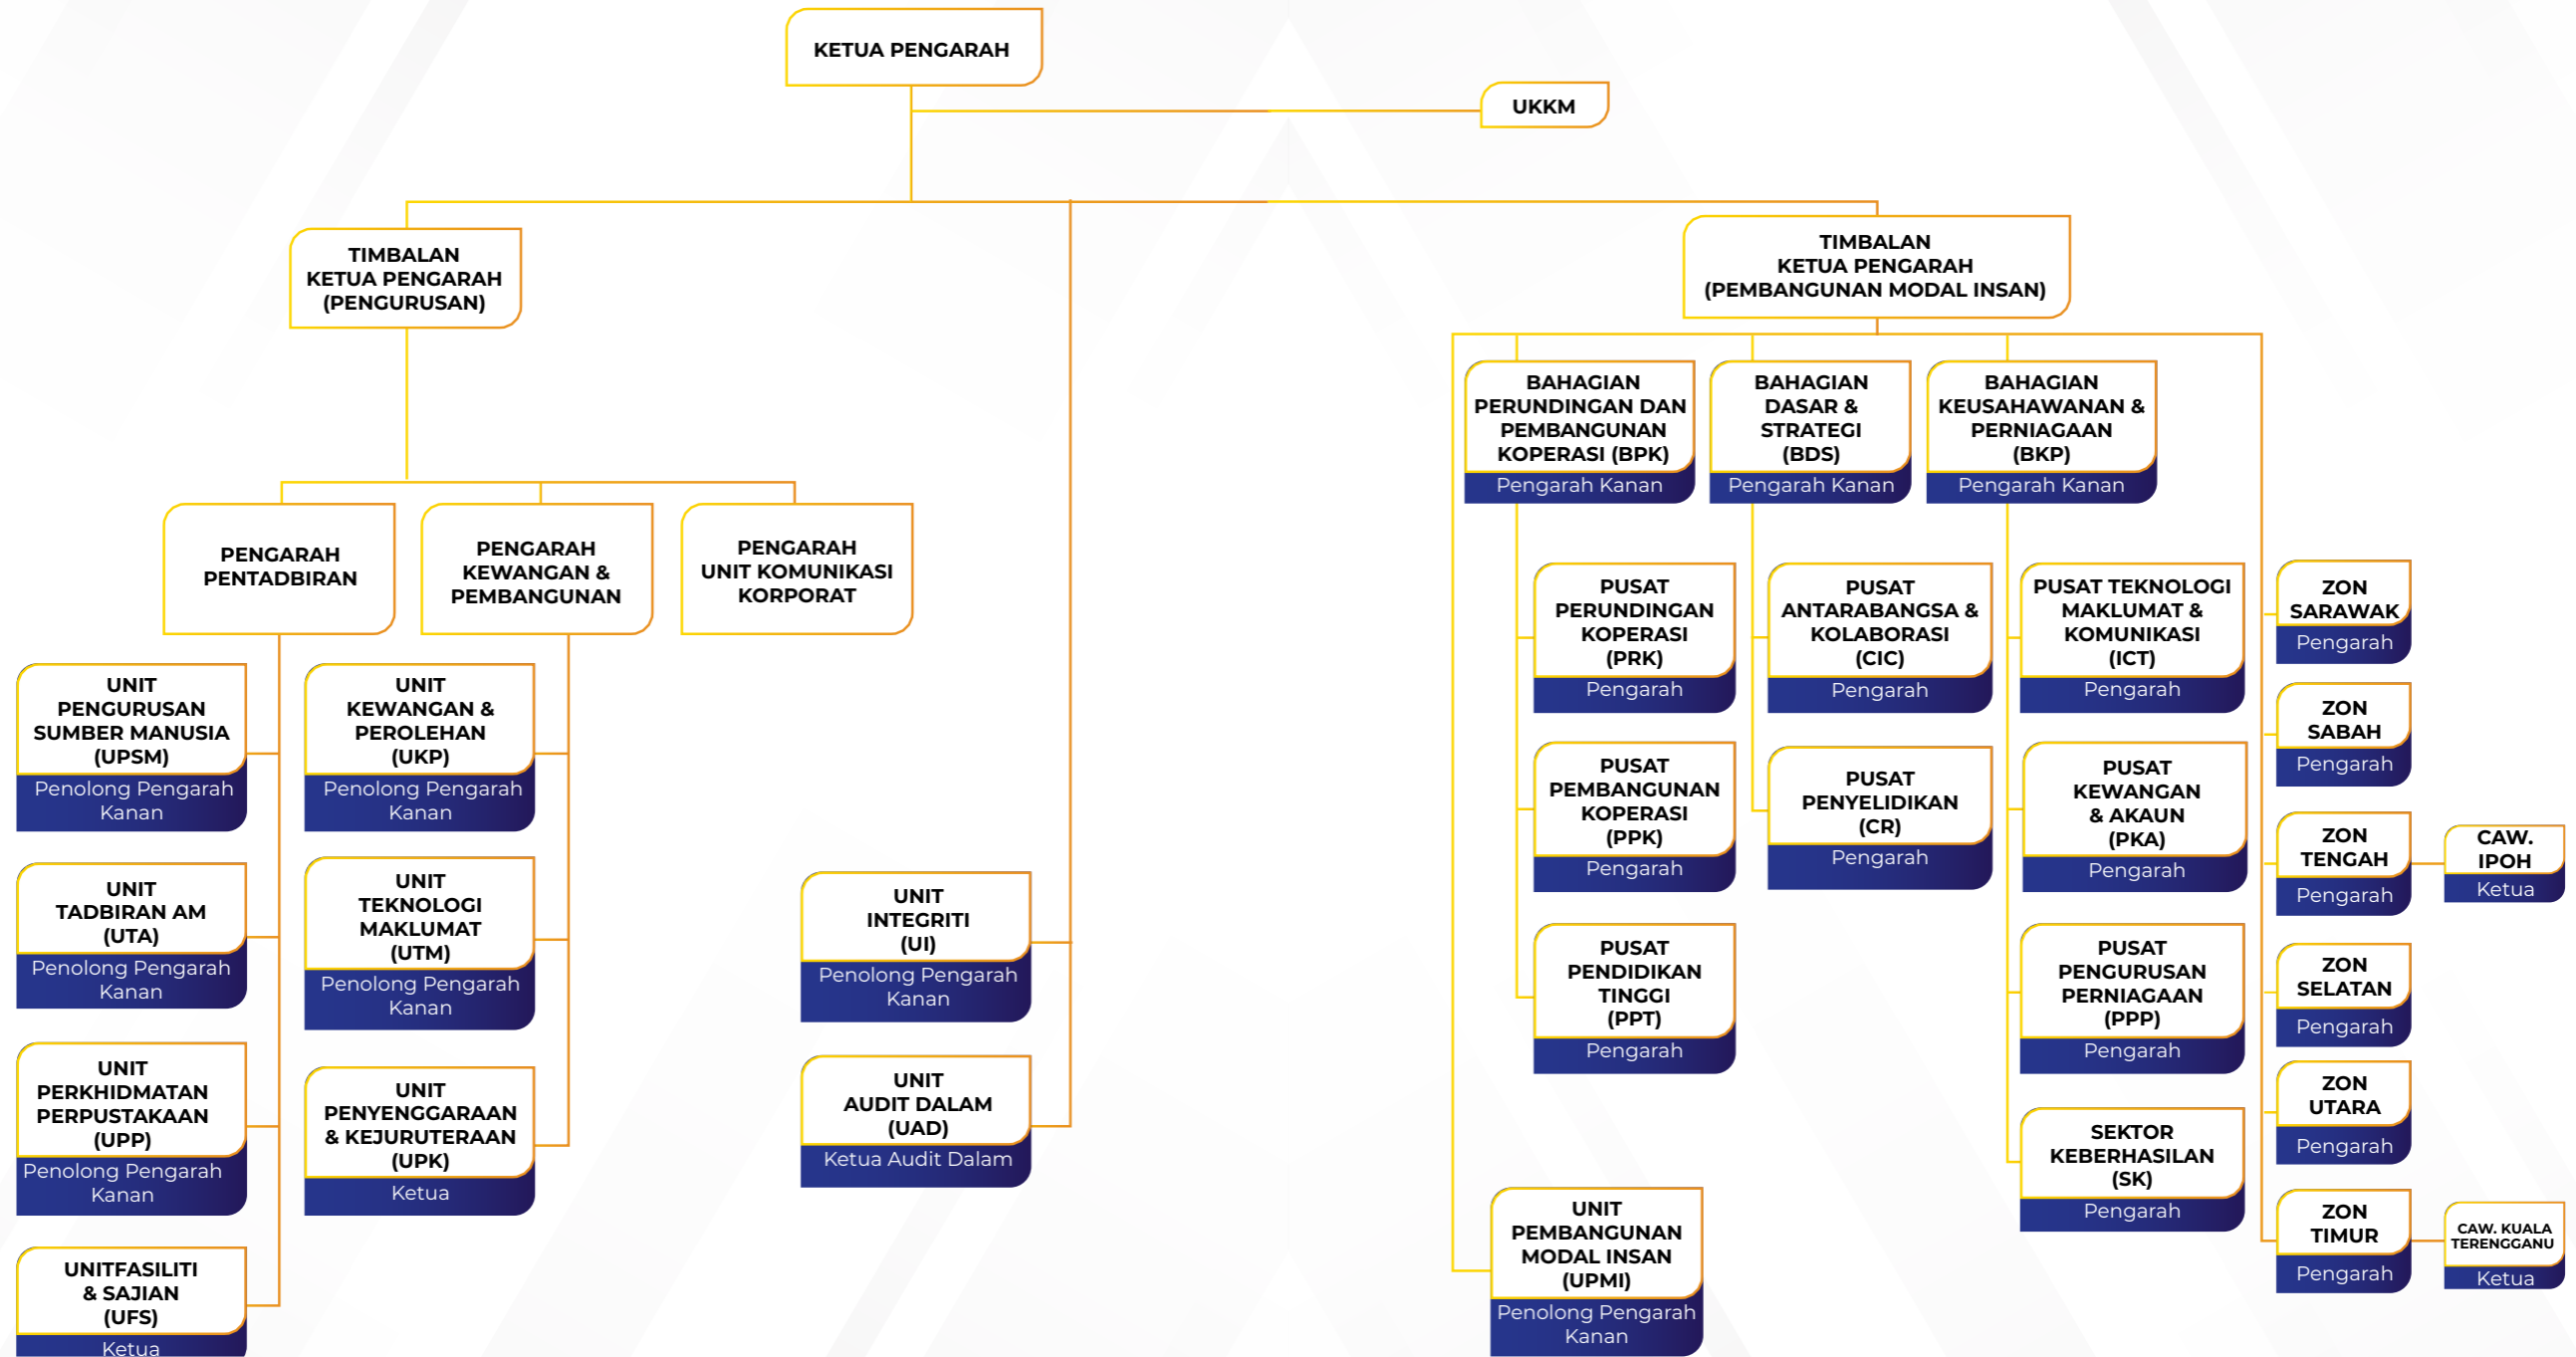 KETUA PENGARAH
UKKM
TIMBALAN
KETUA PENGARAH
(PENGURUSAN)
TIMBALAN
KETUA PENGARAH
(PEMBANGUNAN MODAL INSAN)
PENGARAH
PENTADBIRAN
PENGARAH
KEWANGAN &
PEMBANGUNAN
PENGARAH
UNIT KOMUNIKASI
KORPORAT
UNIT
PENGURUSAN
SUMBER MANUSIA
(UPSM)
Penolong Pengarah
Kanan
UNIT
TADBIRAN AM
(UTA)
Penolong Pengarah
Kanan
UNIT
PERKHIDMATAN
PERPUSTAKAAN
(UPP)
Penolong Pengarah
Kanan
UNITFASILITI
& SAJIAN
(UFS)
Ketua
UNIT
KEWANGAN &
PEROLEHAN
(UKP)
Penolong Pengarah
Kanan
UNIT
TEKNOLOGI
MAKLUMAT
(UTM)
Penolong Pengarah
Kanan
UNIT
PENYENGGARAAN
& KEJURUTERAAN
(UPK)
Ketua
UNIT
INTEGRITI
(UI)
Penolong Pengarah
Kanan
UNIT
AUDIT DALAM
(UAD)
Ketua Audit Dalam
BAHAGIAN
PERUNDINGAN DAN
PEMBANGUNAN
KOPERASI (BPK)
Pengarah Kanan
PUSAT
PERUNDINGAN
KOPERASI
(PRK)
Pengarah
PUSAT
PEMBANGUNAN
KOPERASI
(PPK)
Pengarah
PUSAT
PENDIDIKAN
TINGGI
(PPT)
Pengarah
UNIT
PEMBANGUNAN
MODAL INSAN
(UPMI)
Penolong Pengarah
Kanan
BAHAGIAN
DASAR &
STRATEGI
(BDS)
Pengarah Kanan
PUSAT
ANTARABANGSA &
KOLABORASI
(CIC)
Pengarah
PUSAT
PENYELIDIKAN
(CR)
Pengarah
BAHAGIAN
KEUSAHAWANAN &
PERNIAGAAN
(BKP)
Pengarah Kanan
PUSAT TEKNOLOGI
MAKLUMAT &
KOMUNIKASI
(ICT)
Pengarah
PUSAT
KEWANGAN
& AKAUN
(PKA)
Pengarah
PUSAT
PENGURUSAN
PERNIAGAAN
(PPP)
Pengarah
SEKTOR
KEBERHASILAN
(SK)
Pengarah
ZON
SARAWAK
Pengarah
ZON
SABAH
Pengarah
ZON
TENGAH
Pengarah
CAW.
IPOH
Ketua
ZON
SELATAN
Pengarah
ZON
UTARA
Pengarah
ZON
TIMUR
Pengarah
CAW. KUALA
TERENGGANU
Ketua